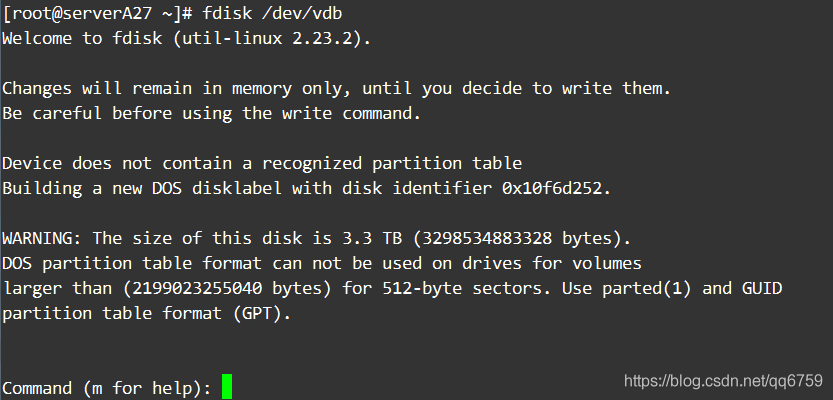 [root@serverA27 ~]# fdisk /dev/vdb
Welcome to fdisk (util-linux 2.23.2).
Changes will remain in memory only, until you decide to write them.
Be careful before using the write command.
Device does not contain a recognized partition table
Building a new DOS disklabel with disk identifier 0x10f6d252.
WARNING: The size of this disk is 3.3 TB (3298534883328 bytes).
DOS partition table format can not be used on drives for volumes
larger than (2199023255040 bytes) for 512-byte sectors. Use parted(1) and GUID
partition table format (GPT).
Command (m for help):
https://blog.csdn.net/qq6759